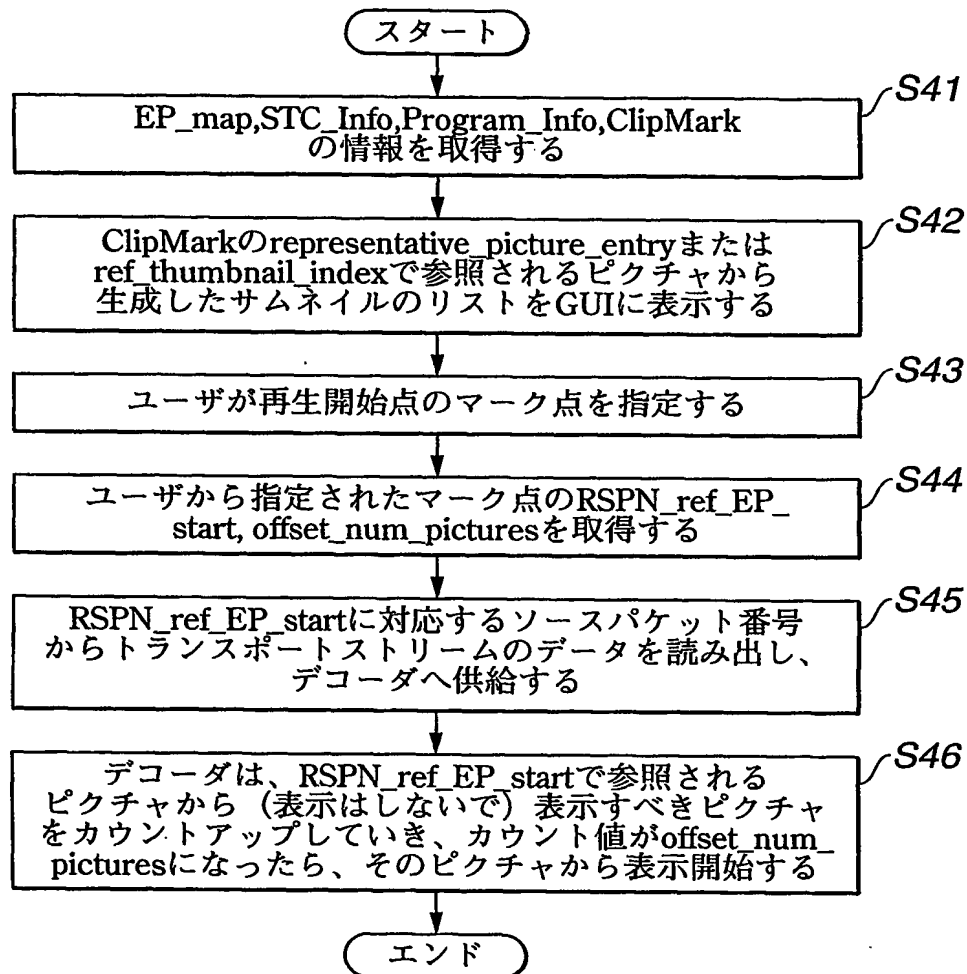 スタート
S41
EP_map,STC_Info,Program_Info,ClipMark
の情報を取得する
S42
ClipMarkのrepresentative_picture_entryまたは
ref_thumbnail_indexで参照されるピクチャから
生成したサムネイルのリストをGUIに表示する
S43
ユーザが再生開始点のマーク点を指定する
S44
ユーザから指定されたマーク点のRSPN_ref_EP_
start, offset_num_picturesを取得する
S45
RSPN_ref_EP_startに対応するソースパケット番号
からトランスポートストリームのデータを読み出し、
デコーダへ供給する
S46
デコーダは、RSPN_ref_EP_startで参照される
ピクチャから（表示はしないで）表示すべきピクチャ
をカウントアップしていき、カウント値がoffset_num_
picturesになったら、そのピクチャから表示開始する
エンド